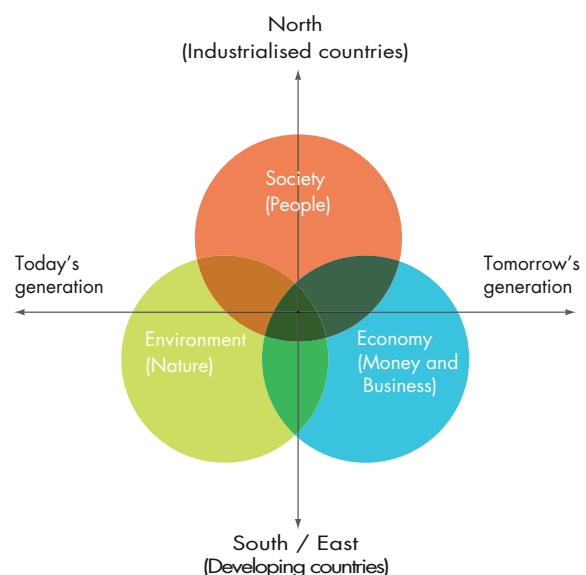 North
(Industrialised countries)
Society
(People)
Today's
generation
Tomorrow's
generation
Environment
(Nature)
Economy
(Money and
Business)
South / East
(Developing countries)